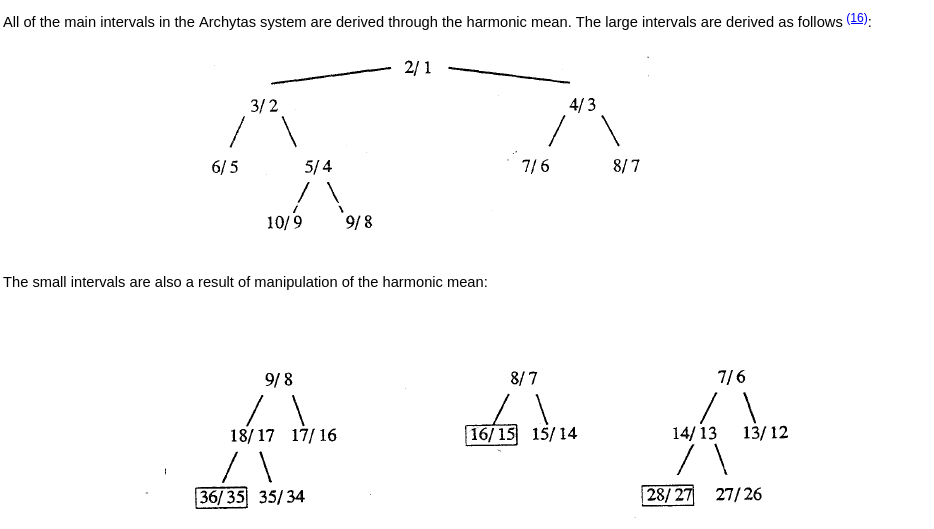 All of the main intervals in the Archytas system are derived through the harmonic mean. The large intervals are derived as follows (16):
2/1
3/2 4/3
6/5 5/4 7/6 8/7
10/9 9/8
The small intervals are also a result of manipulation of the harmonic mean:
9/8 8/7 7/6
18/17 17/16 16/15 15/14 14/13 13/12
36/35 35/34 28/27 27/26